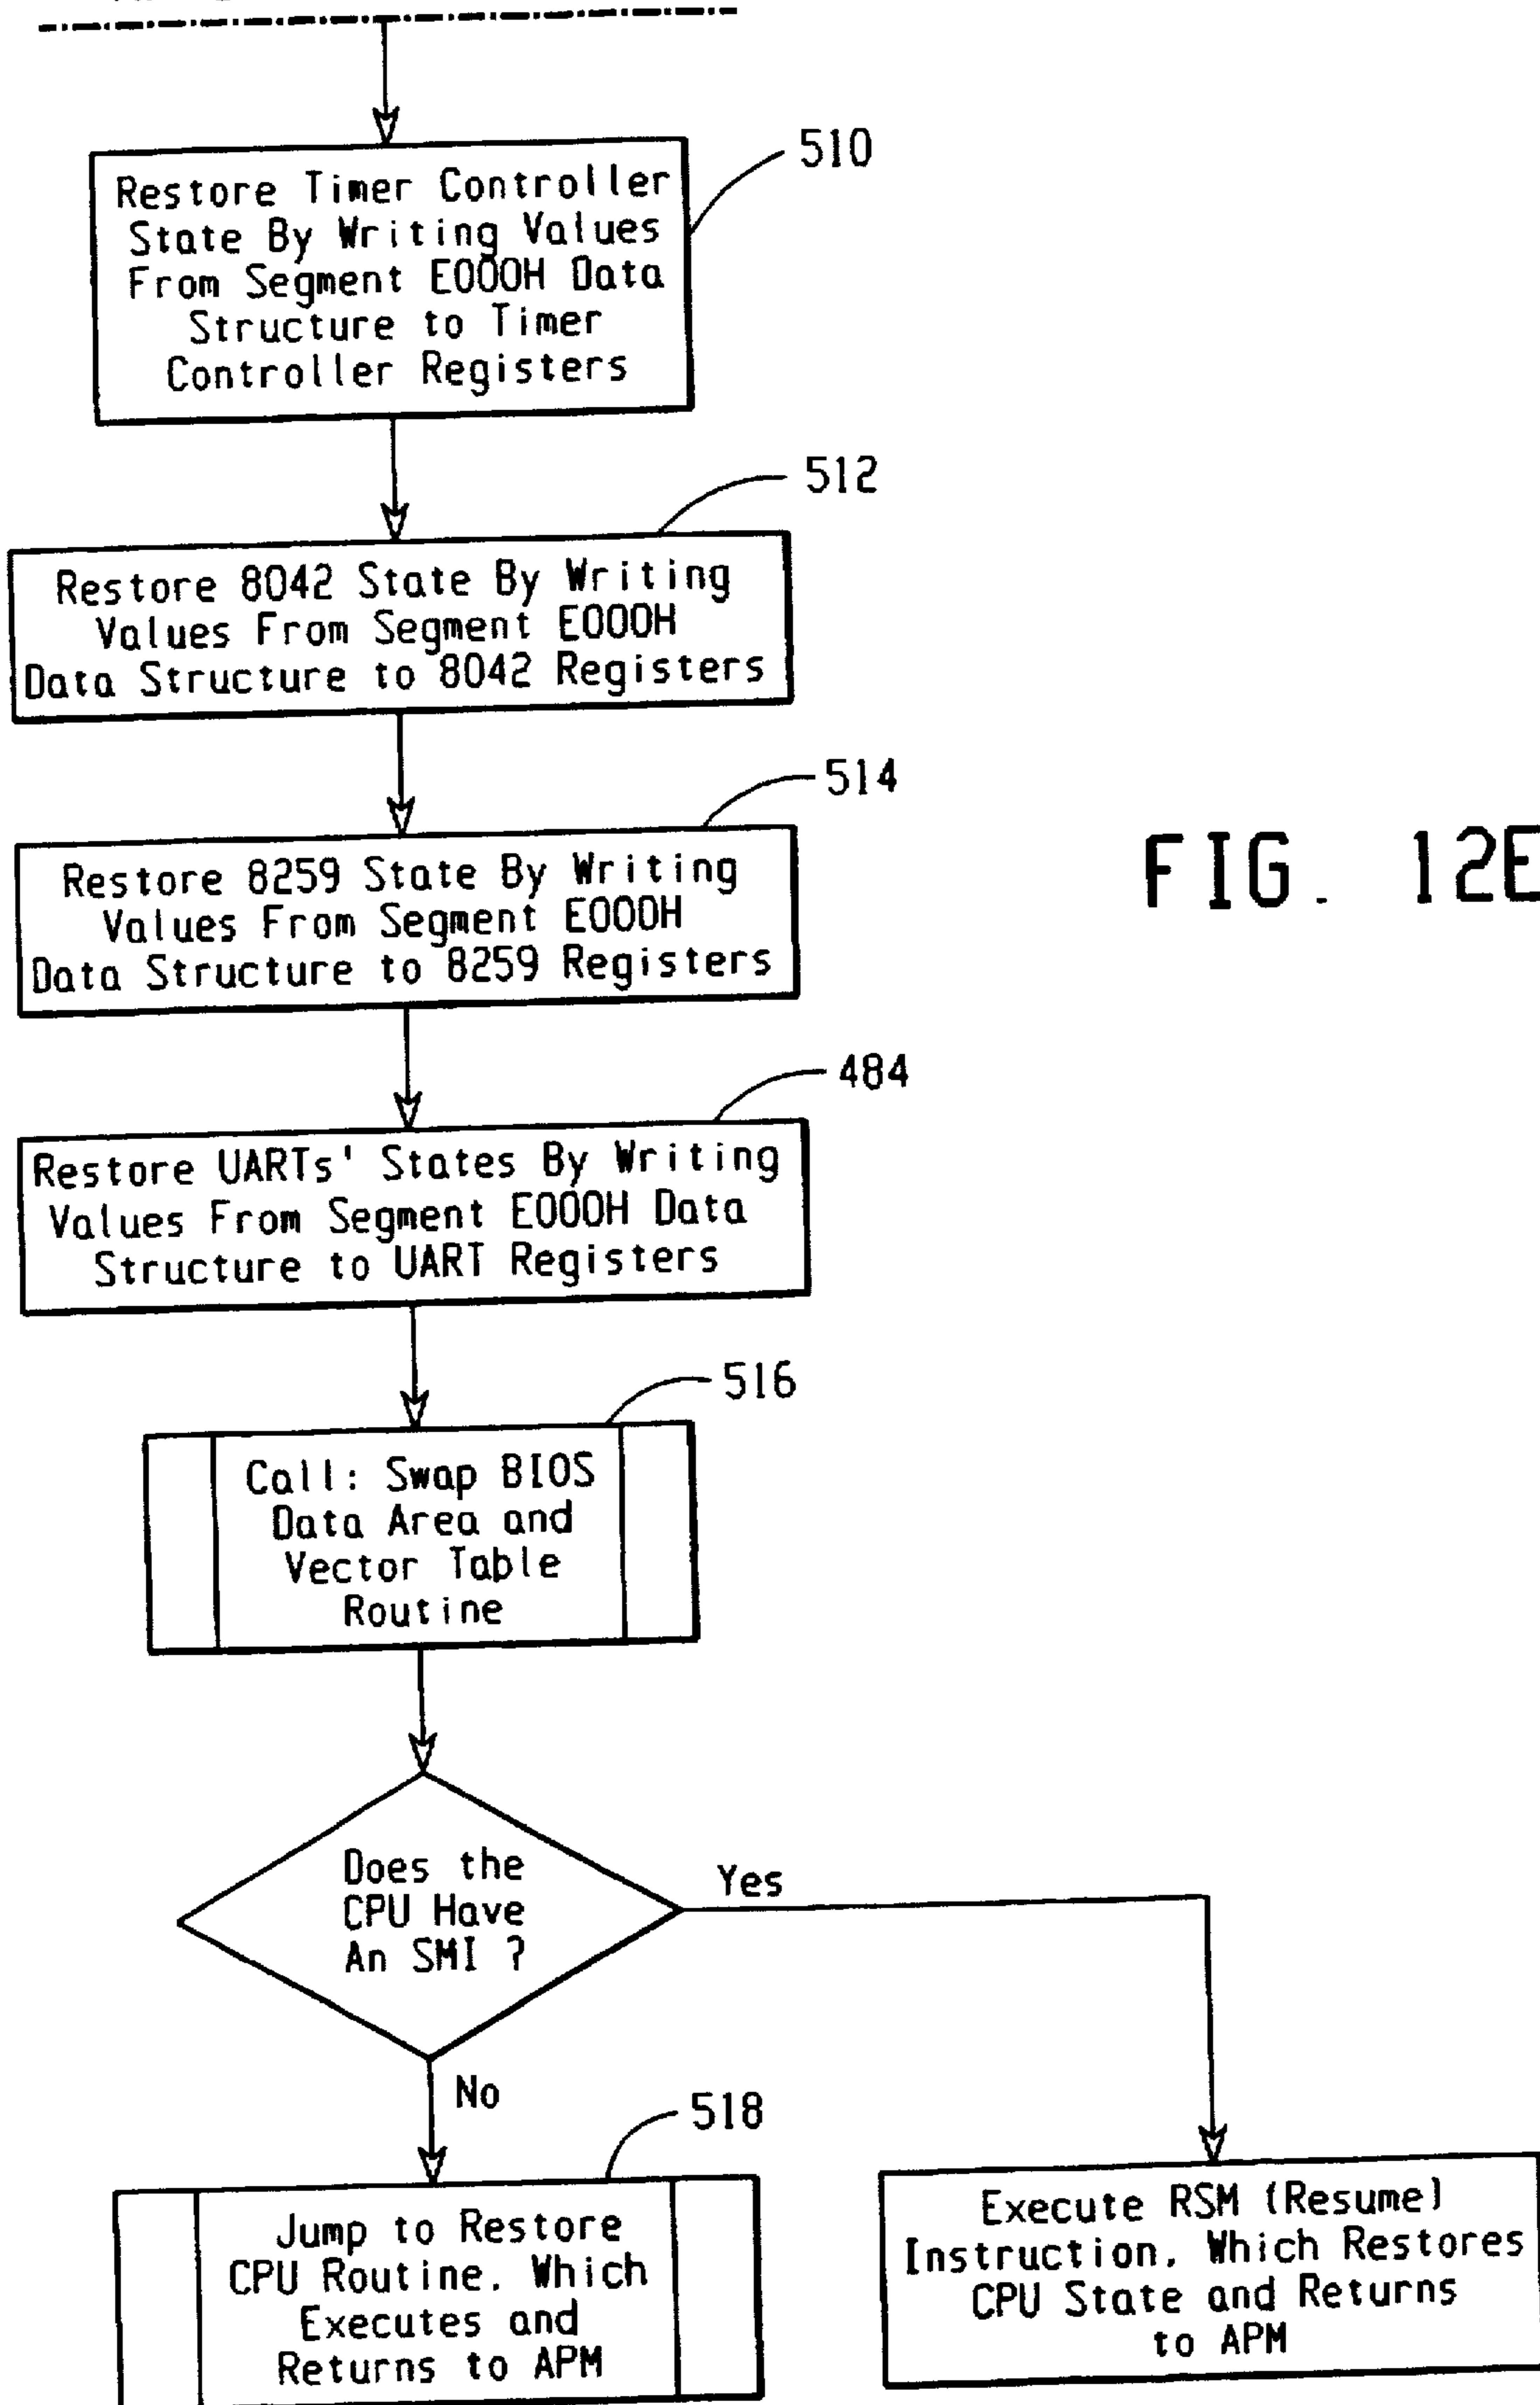 510
Restore Timer Controller
State By Writing Values
From Segment E000H Data
Structure to Timer
Controller Registers
512
Restore 8042 State By Writing
Values From Segment E000H
Data Structure to 8042 Registers
514
Restore 8259 State By Writing
Values From Segment E000H
Data Structure to 8259 Registers
FIG. 12E
484
Restore UARTs' States By Writing
Values From Segment E000H Data
Structure to UART Registers
516
Call: Swap BIOS
Data Area and
Vector Table
Routine
Does the
CPU Have
An SMI ?
Yes
No
518
Jump to Restore
CPU Routine, Which
Executes and
Returns to APM
Execute RSM (Resume)
Instruction, Which Restores
CPU State and Returns
to APM